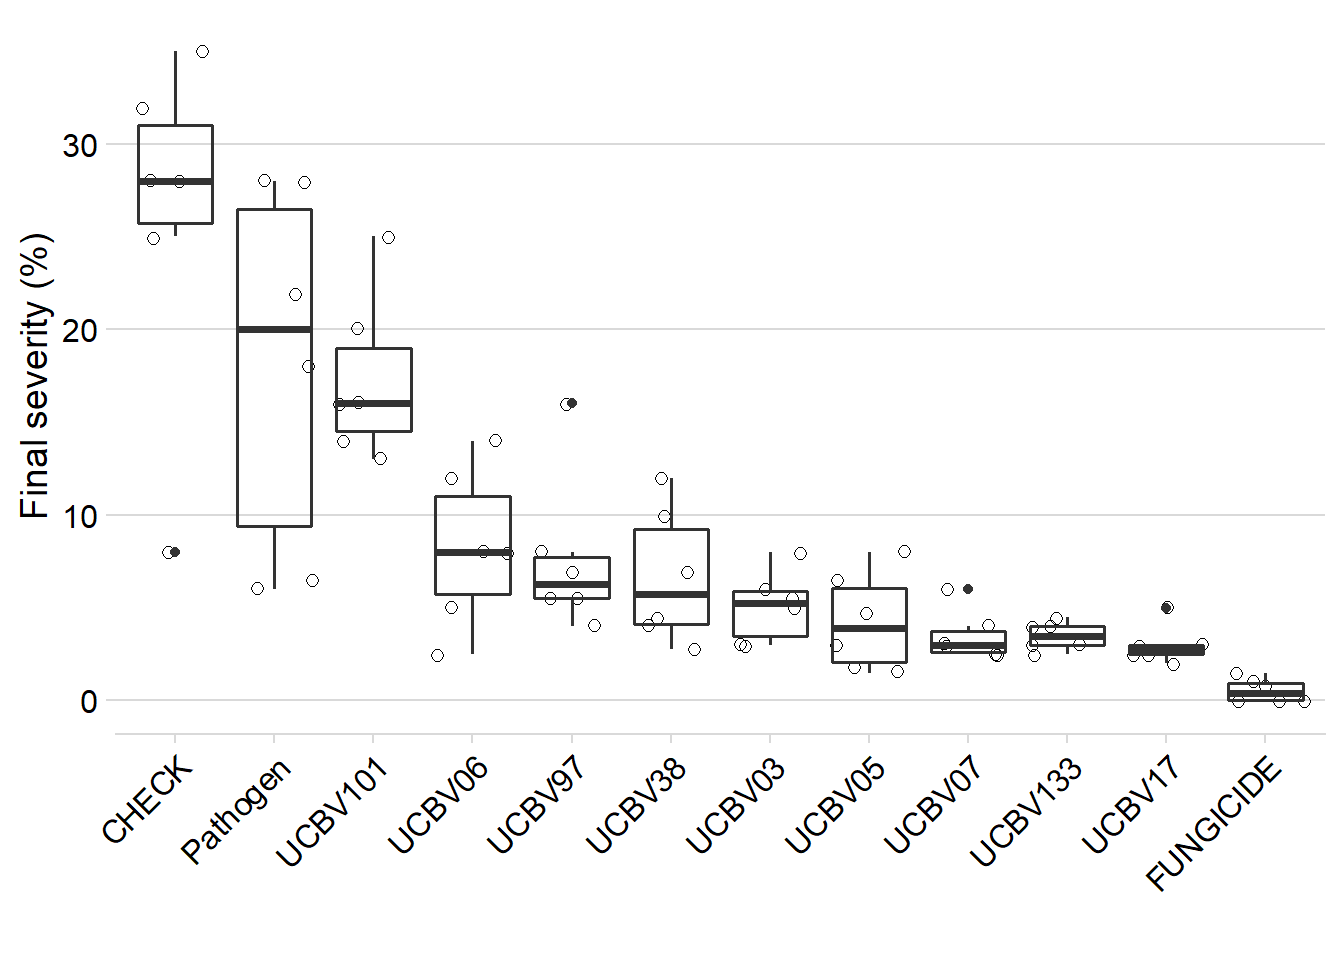 Final severity (%)
30
20
10
0
CHECK
Pathogen
UCBV101
UCBV06
UCBV97
UCBV38
UCBV03
UCBV05
UCBV07
UCBV133
UCBV17
FUNGICIDE